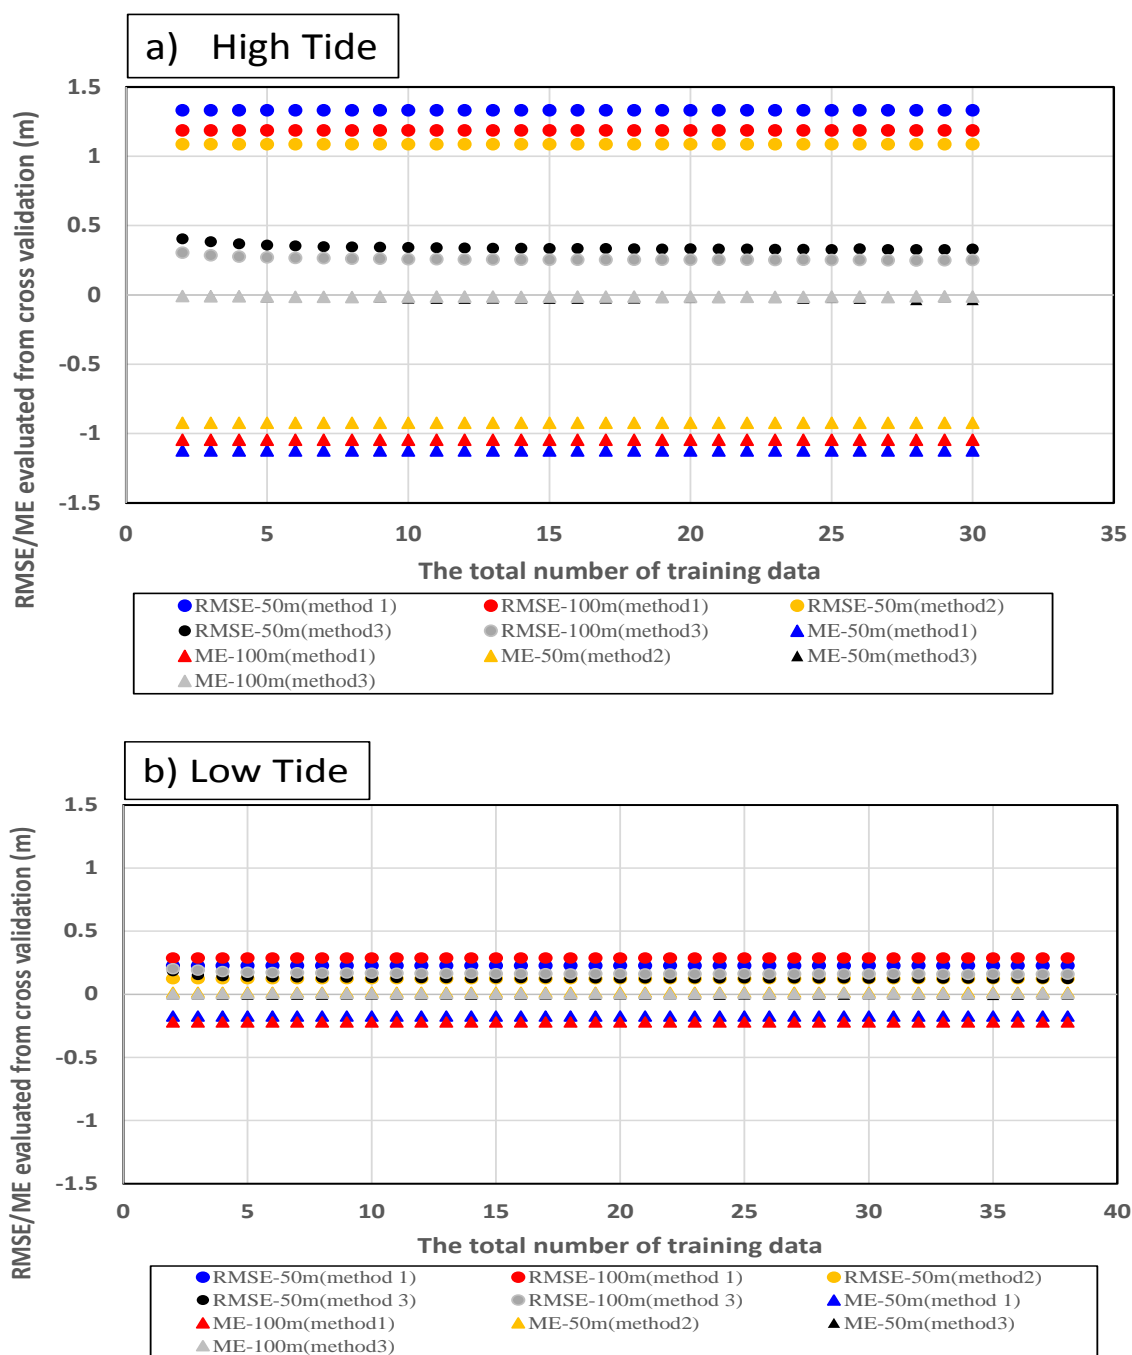 a) High Tide
RMSE/ME evaluated from cross validation (m)
1.5
1
0.5
0
-0.5
-1
-1.5
0 5 10 15 20 25 30 35
The total number of training data
RMSE-50m(method 1) RMSE-100m(method1) RMSE-50m(method2)
RMSE-50m(method3) RMSE-100m(method3) ME-50m(method1)
ME-100m(method1) ME-50m(method2) ME-50m(method3)
ME-100m(method3)
b) Low Tide
RMSE/ME evaluated from cross validation (m)
1.5
1
0.5
0
-0.5
-1
-1.5
0 5 10 15 20 25 30 35 40
The total number of training data
RMSE-50m(method 1) RMSE-100m(method 1) RMSE-50m(method2)
RMSE-50m(method 3) RMSE-100m(method 3) ME-50m(method 1)
ME-100m(method1) ME-50m(method2) ME-50m(method3)
ME-100m(method3)